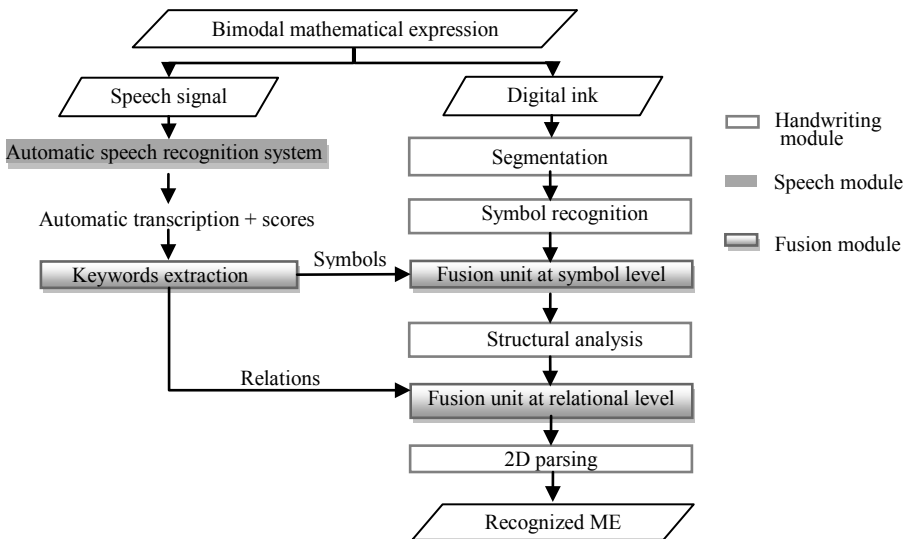 Bimodal mathematical expression
Speech signal
Digital ink
Automatic speech recognition system
Segmentation
Automatic transcription + scores
Symbol recognition
Keywords extraction
Symbols
Fusion unit at symbol level
Structural analysis
Relations
Fusion unit at relational level
2D parsing
Recognized ME
Handwriting
module
Speech module
Fusion module